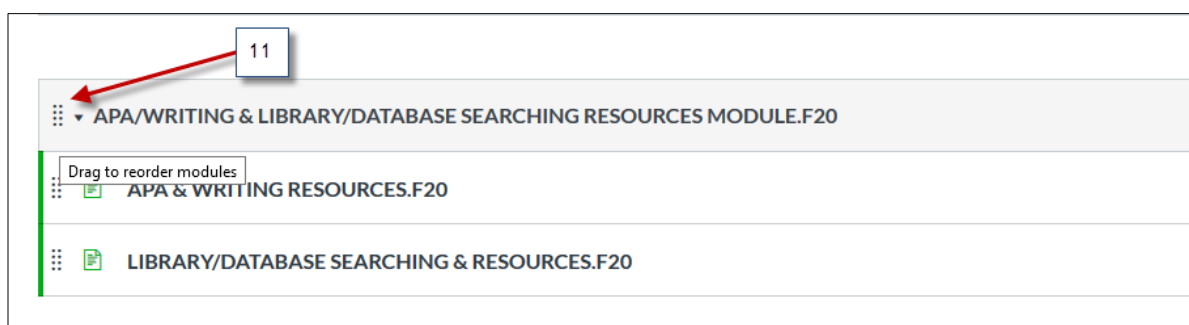 11
APA/WRITING & LIBRARY/DATABASE SEARCHING RESOURCES MODULE.F20
Drag to reorder modules
APA & WRITING RESOURCES.F20
LIBRARY/DATABASE SEARCHING & RESOURCES.F20